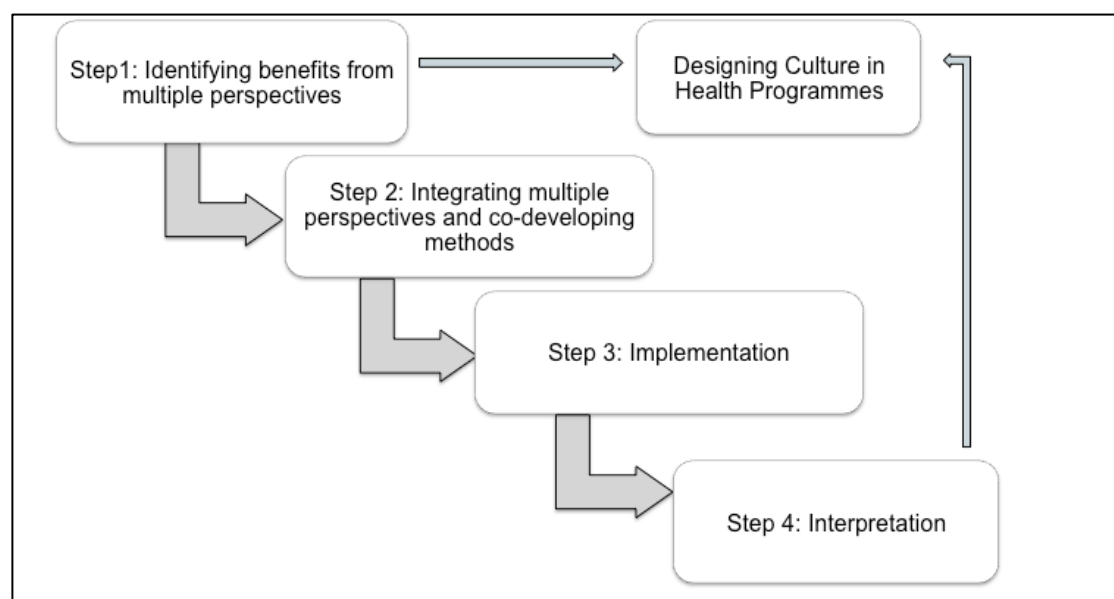 Step1: Identifying benefits from
multiple perspectives
Designing Culture in
Health Programmes
Step 2: Integrating multiple
perspectives and co-developing
methods
Step 3: Implementation
Step 4: Interpretation